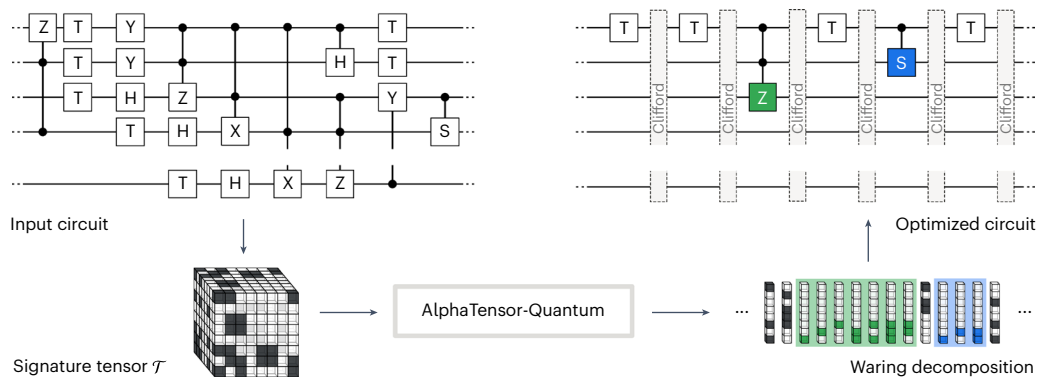 Z T Y T T T T T
T Y H T S
T H Z Y Z
T H X S
T H X Z
Clifford Clifford Clifford Clifford Clifford Clifford
Input circuit
Optimized circuit
AlphaTensor-Quantum
... ...
Signature tensor 𝒯
Waring decomposition